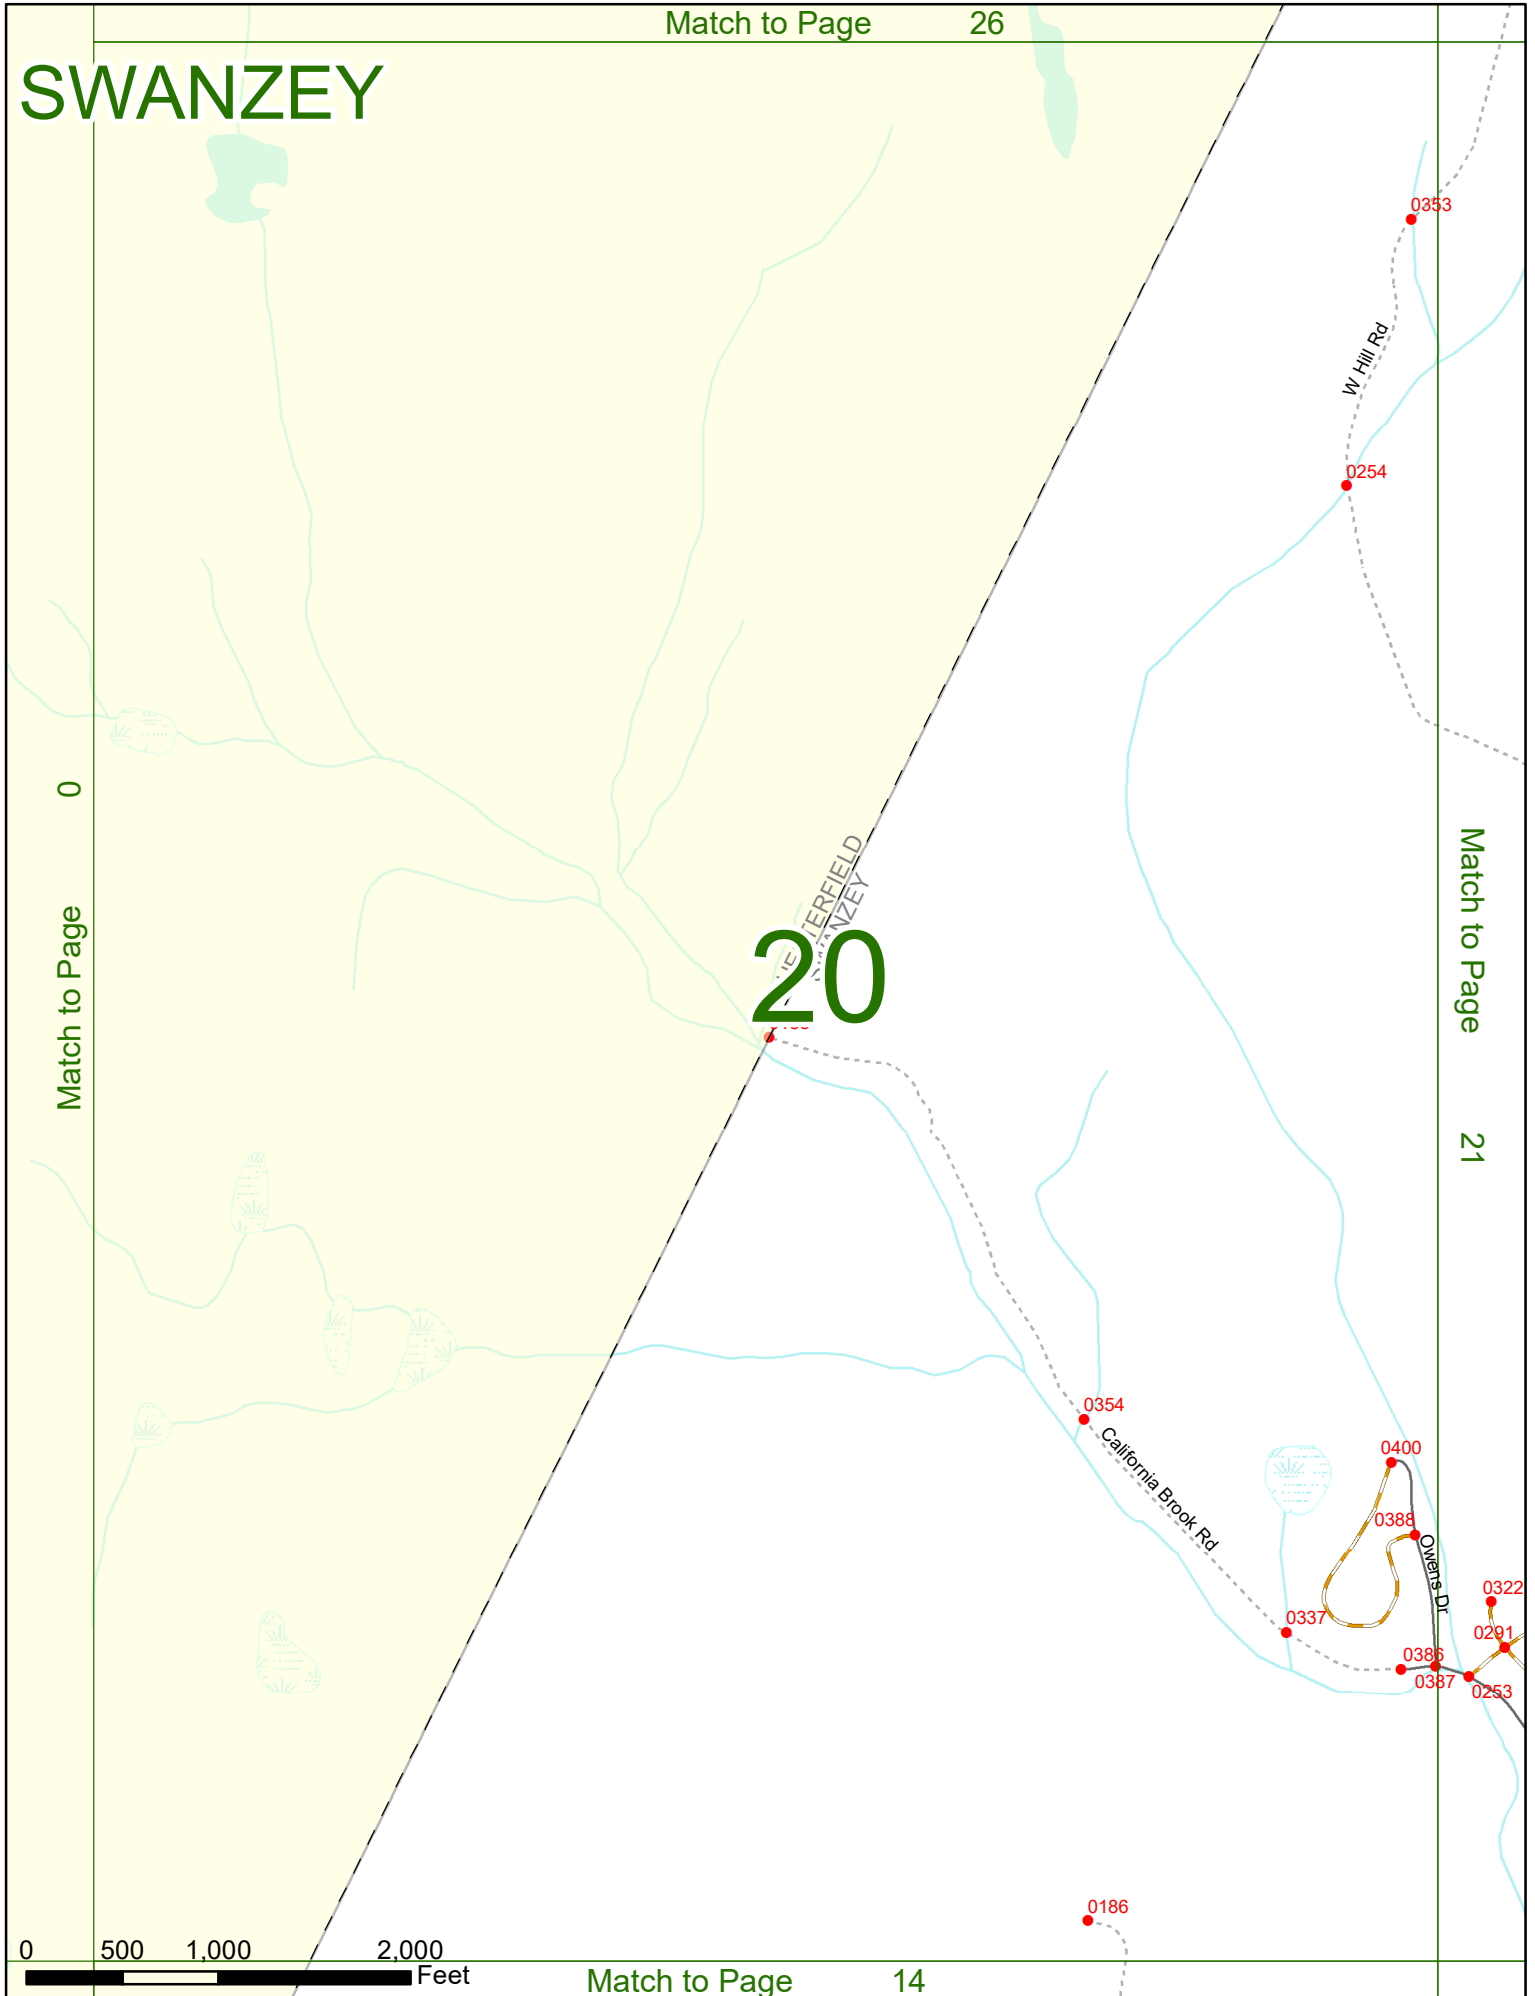 Match to Page 26
SWANZEY
0353
W Hill Rd
0254
Match to Page 0
Match to Page 21
20
0354
California Brook Rd
0400
0388
Owens Dr
0322
0337
0291
0386
0387
0253
0186
0 500 1,000 2,000
Feet
Match to Page 14